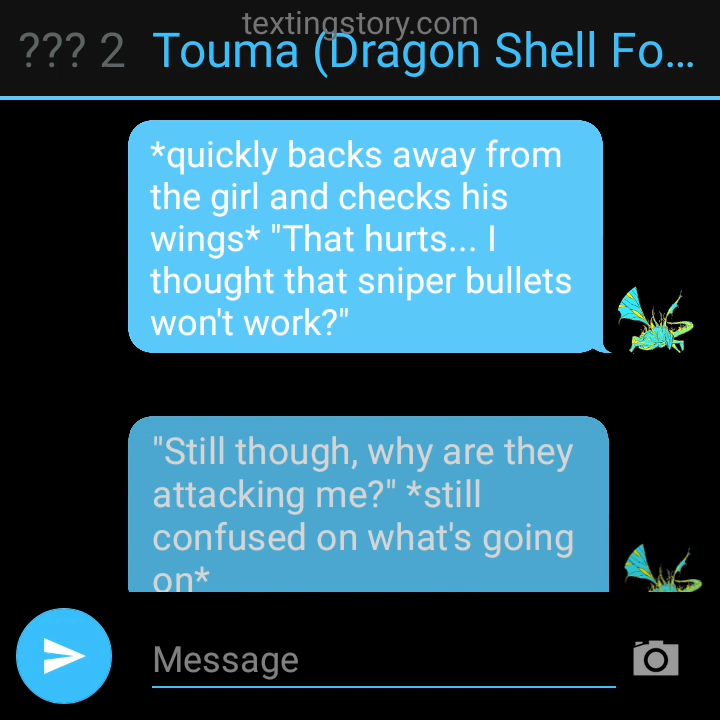 textingstory.com
??? 2 Touma (Dragon Shell Fo...
*quickly backs away from
the girl and checks his
wings* "That hurts... I
thought that sniper bullets
won't work?"
"Still though, why are they
attacking me?" *still
confused on what's going
on*
Message